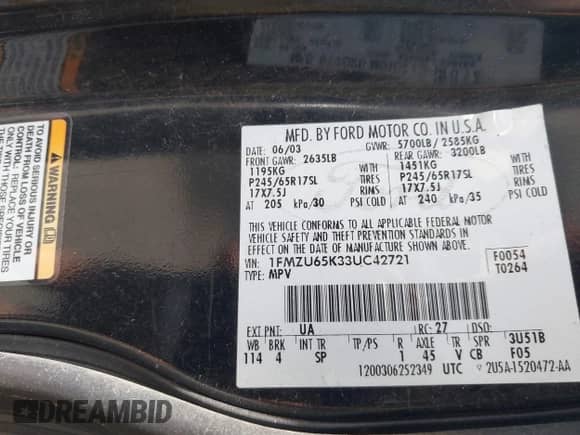 WARNING
TO AVOID SERIOUS INJURY OR
DEATH FROM LOSS OF VEHICLE
CONTROL: REPLACE YOUR
ONLY WITH TIRES OF
MFD. BY FORD MOTOR CO. IN U.S.A.
DATE: 06/03 GVWR: 5700LB / 2585KG
FRONT GAWR: 2635LB REAR GAWR: 3200LB
1195KG 1451KG
P245/65R17SL TIRES P245/65R17SL
17X7.5J RIMS 17X7.5J
AT 205 kPa/30 PSI COLD AT 240 kPa/35 PSI COLD
THIS VEHICLE CONFORMS TO ALL APPLICABLE FEDERAL MOTOR
VEHICLE SAFETY AND THEFT PREVENTION STANDARDS IN
EFFECT ON THE DATE OF MANUFACTURE SHOWN ABOVE.
VIN: 1FMZU65K33UC42721 F0054
TYPE: MPV T0264
EXT PNT: UA RC: 27 DSO:
WB BRK INT TR TP/PS R AXLE TR SPR 3U51B
114 4 SP 1 45 V CB F05
1200306252349 UTC 2U5A-1520472-AA
DREAMBID